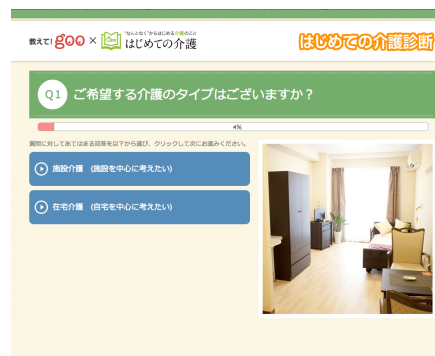 教えて! goo × "なんとなく"からはじめる介護のこと はじめての介護
はじめての介護診断
Q1 ご希望する介護のタイプはございますか？
4%
質問に対してあてはまる回答を以下から選び、クリックして次にお進みください。
施設介護 (施設を中心に考えたい)
在宅介護 (自宅を中心に考えたい)